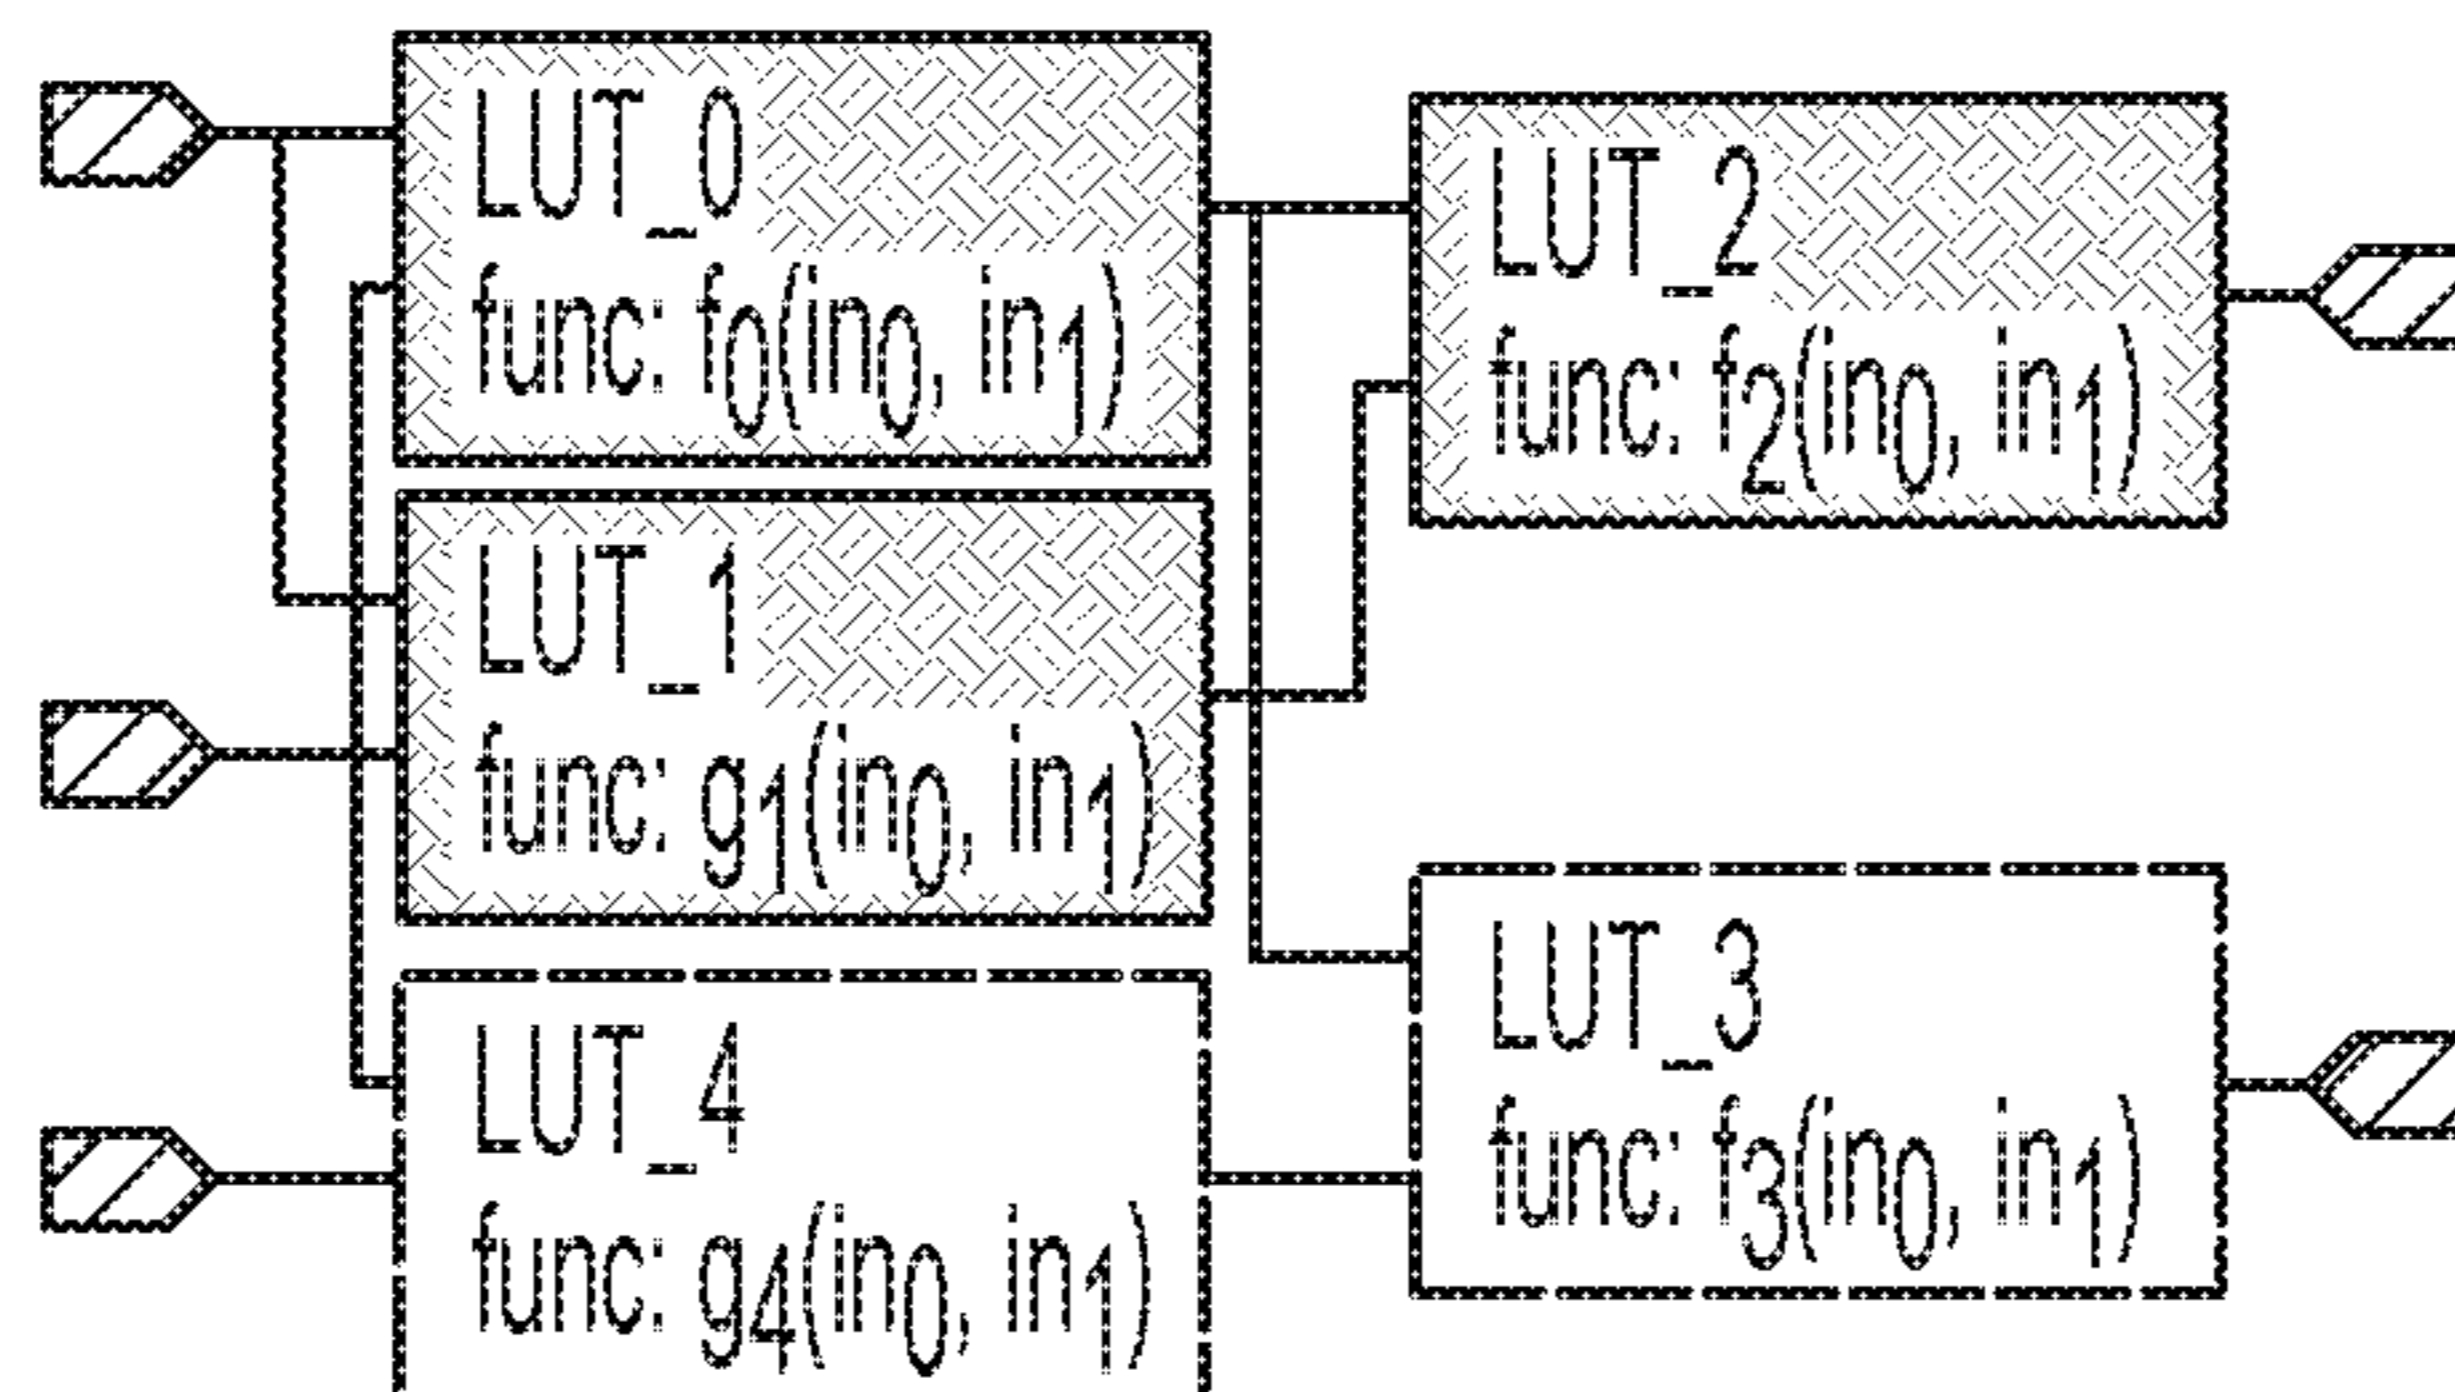 LUT_0
func: f0(in0, in1)
LUT_2
func: f2(in0, in1)
LUT_1
func: g1(in0, in1)
LUT_3
func: f3(in0, in1)
LUT_4
func: g4(in0, in1)